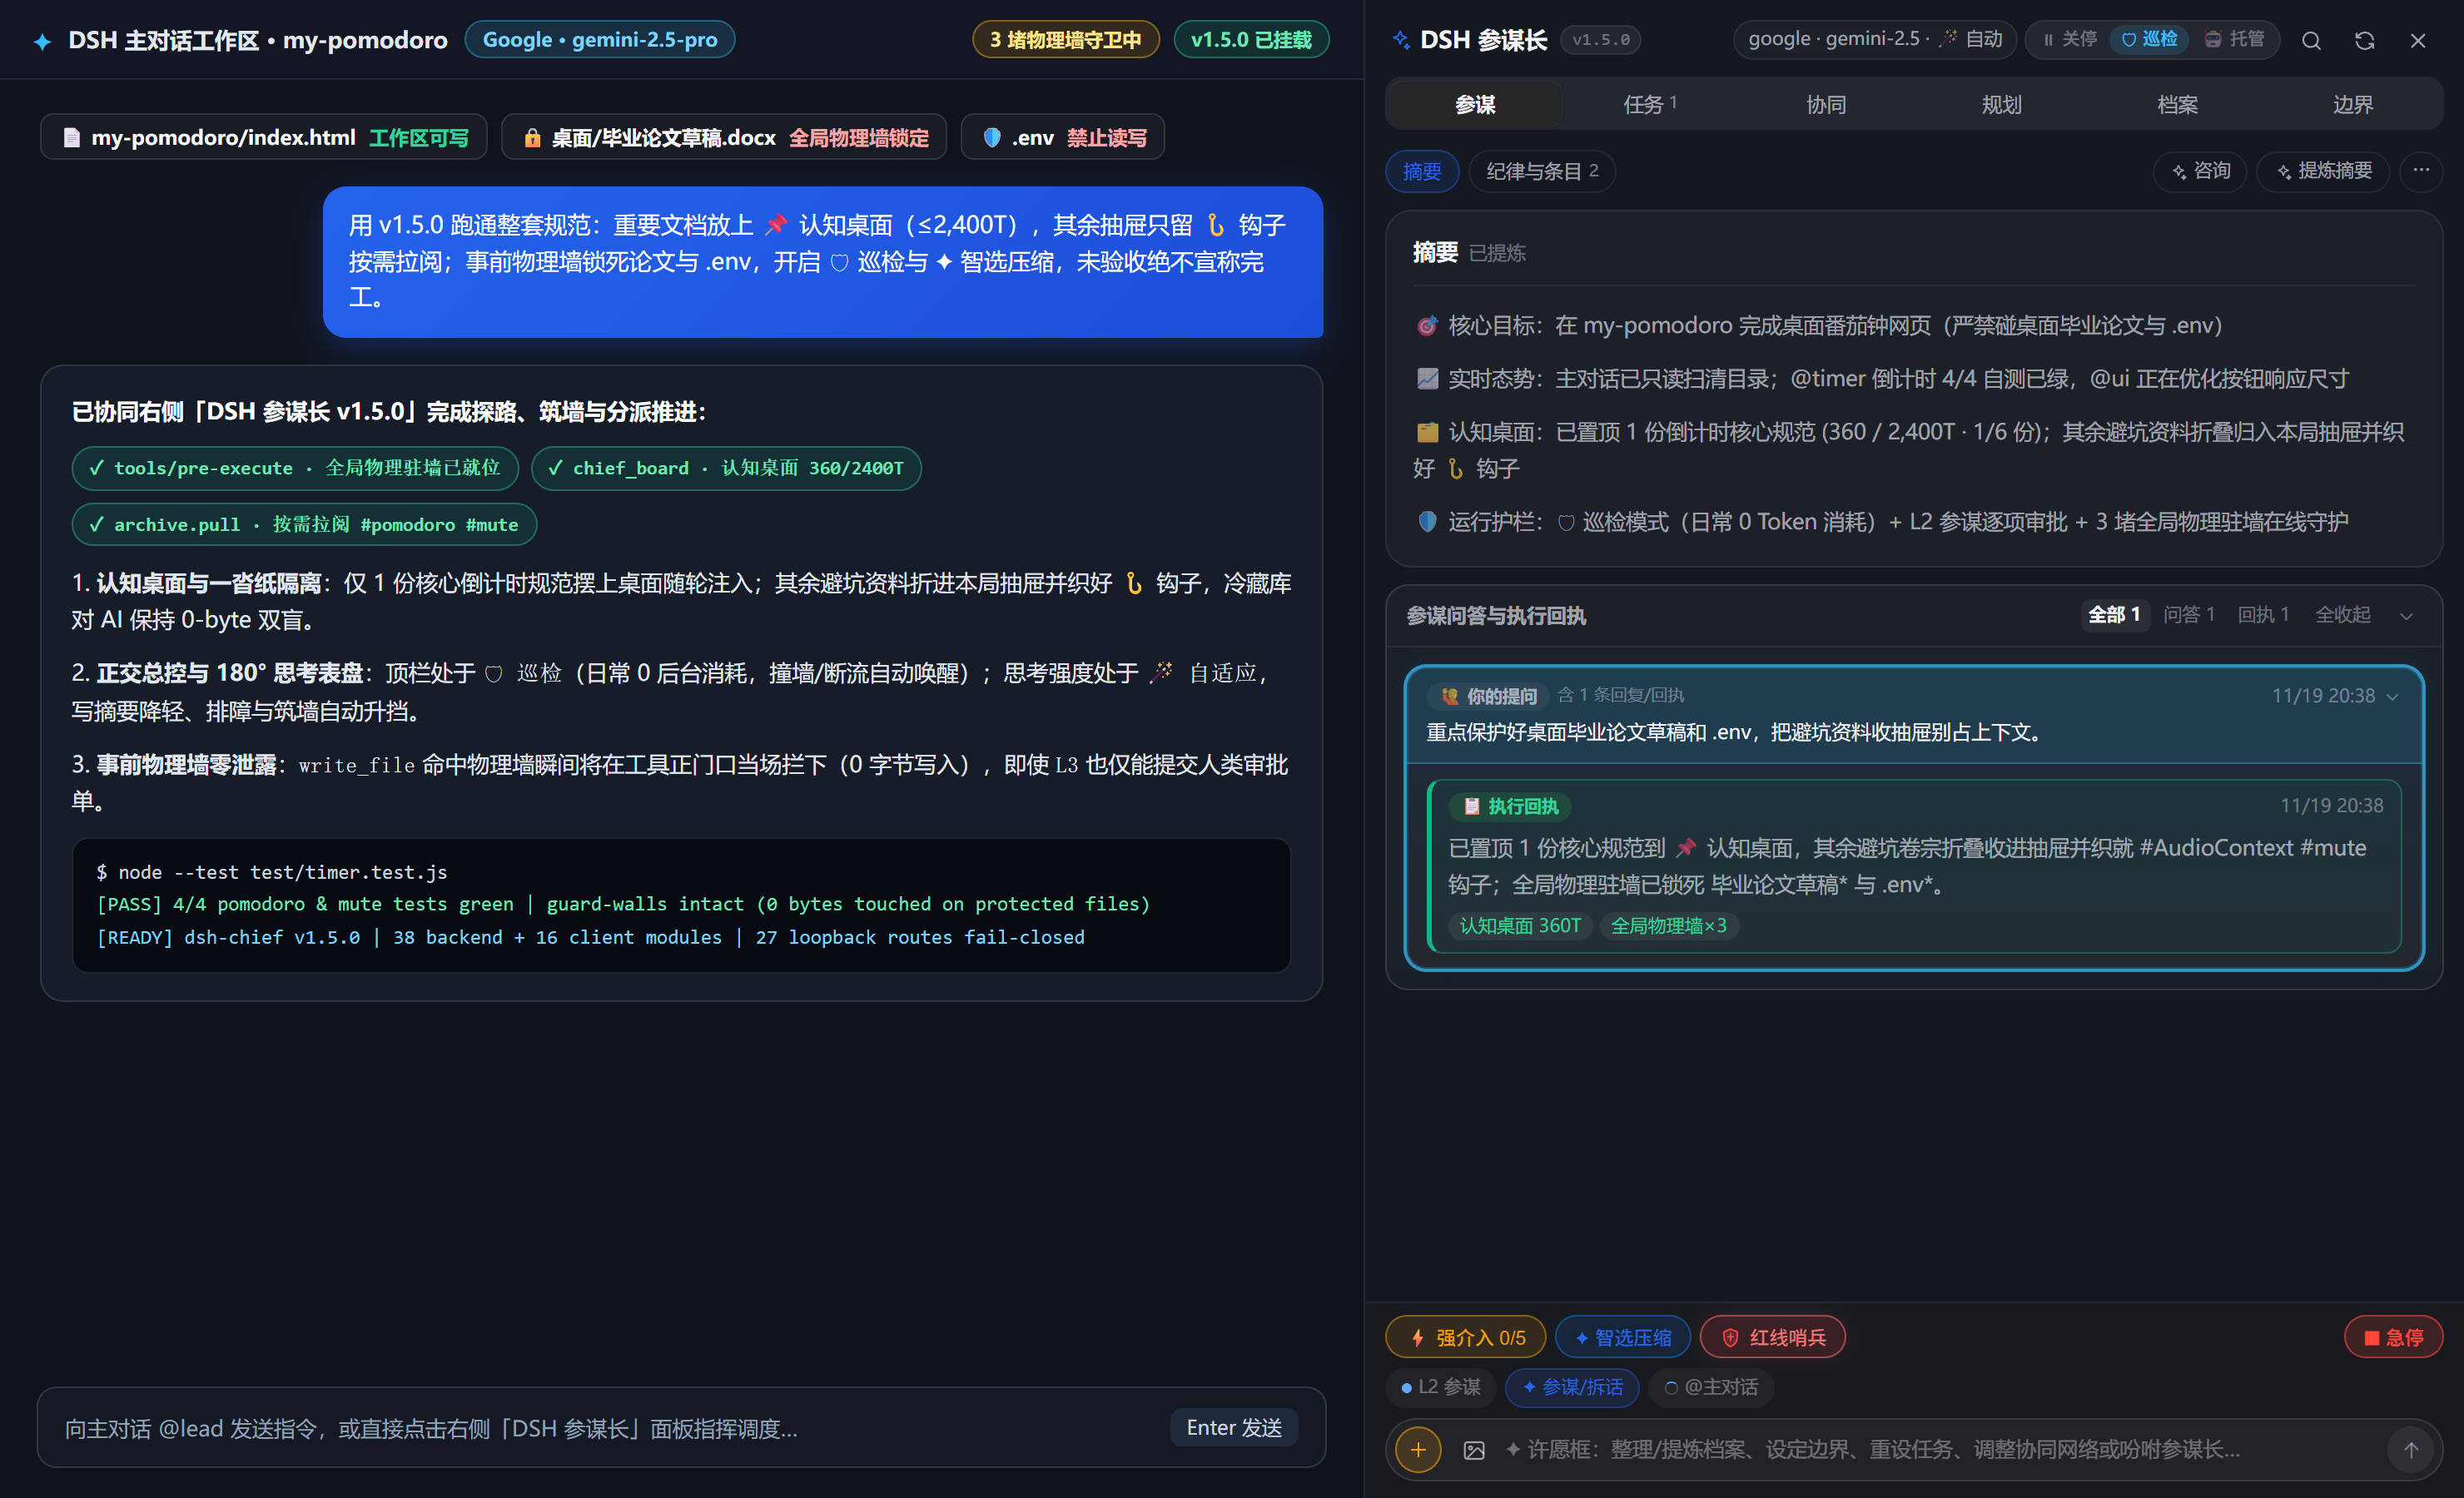 DSH 主对话工作区 • my-pomodoro
Google • gemini-2.5-pro
3 堵物理墙守卫中
v1.5.0 已挂载
my-pomodoro/index.html 工作区可写
桌面/毕业论文草稿.docx 全局物理墙锁定
.env 禁止读写
用 v1.5.0 跑通整套规范：重要文档放上 📌 认知桌面（≤2,400T），其余抽屉只留 🪝 钩子
按需拉阅；事前物理墙锁死论文与 .env，开启 🛡 巡检与 ✦ 智选压缩，未验收绝不宣称完
工。
已协同右侧「DSH 参谋长 v1.5.0」完成探路、筑墙与分派推进：
✓ tools/pre-execute · 全局物理驻墙已就位
✓ chief_board · 认知桌面 360/2400T
✓ archive.pull · 按需拉阅 #pomodoro #mute
1. 认知桌面与一沓纸隔离：仅 1 份核心倒计时规范摆上桌面随轮注入；其余避坑资料折进本局抽屉并织好 🪝 钩子，冷藏库
对 AI 保持 0-byte 双盲。
2. 正交总控与 180° 思考表盘：顶栏处于 🛡 巡检（日常 0 后台消耗，撞墙/断流自动唤醒）；思考强度处于 🪄 自适应，
写摘要降轻、排障与筑墙自动升挡。
3. 事前物理墙零泄露：write_file 命中物理墙瞬间将在工具正门口当场拦下（0 字节写入），即使 L3 也仅能提交人类审批
单。
$ node --test test/timer.test.js
[PASS] 4/4 pomodoro & mute tests green | guard-walls intact (0 bytes touched on protected files)
[READY] dsh-chief v1.5.0 | 38 backend + 16 client modules | 27 loopback routes fail-closed
向主对话 @lead 发送指令，或直接点击右侧「DSH 参谋长」面板指挥调度...
Enter 发送
DSH 参谋长 v1.5.0
google · gemini-2.5 · 🪄 自动
⏸ 关停
🛡 巡检
托管
参谋
任务 1
协同
规划
档案
边界
摘要
纪律与条目 2
咨询
提炼摘要
···
摘要 已提炼
🎯 核心目标：在 my-pomodoro 完成桌面番茄钟网页（严禁碰桌面毕业论文与 .env）
📈 实时态势：主对话已只读扫清目录；@timer 倒计时 4/4 自测已绿，@ui 正在优化按钮响应尺寸
🗂 认知桌面：已置顶 1 份倒计时核心规范 (360 / 2,400T · 1/6 份)；其余避坑资料折叠归入本局抽屉并织
好 🪝 钩子
🛡 运行护栏：🛡 巡检模式（日常 0 Token 消耗）+ L2 参谋逐项审批 + 3 堵全局物理驻墙在线守护
参谋问答与执行回执
全部 1
问答 1
回执 1
全收起
你的提问 含 1 条回复/回执
11/19 20:38
重点保护好桌面毕业论文草稿和 .env，把避坑资料收抽屉别占上下文。
📋 执行回执
11/19 20:38
已置顶 1 份核心规范到 📌 认知桌面，其余避坑卷宗折叠收进抽屉并织就 #AudioContext #mute
钩子；全局物理驻墙已锁死 毕业论文草稿* 与 .env*。
认知桌面 360T
全局物理墙×3
⚡ 强介入 0/5
✦ 智选压缩
红线哨兵
急停
L2 参谋
✦ 参谋/拆话
@主对话
✦ 许愿框：整理/提炼档案、设定边界、重设任务、调整协同网络或吩咐参谋长...